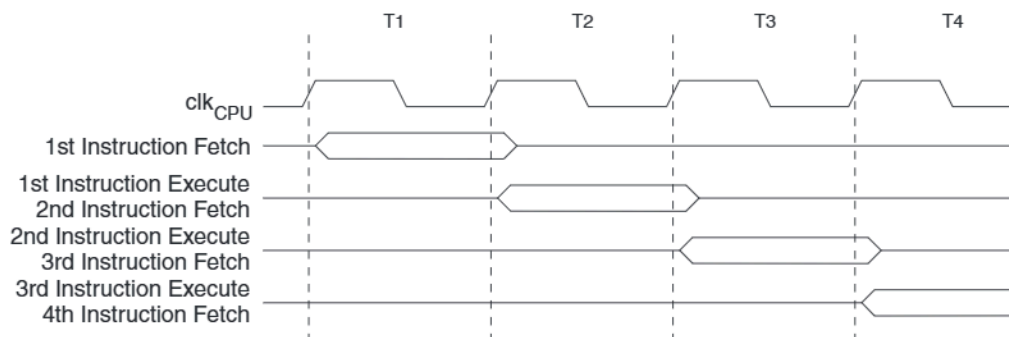 T1 T2 T3 T4
clkCPU
1st Instruction Fetch
1st Instruction Execute
2nd Instruction Fetch
2nd Instruction Execute
3rd Instruction Fetch
3rd Instruction Execute
4th Instruction Fetch